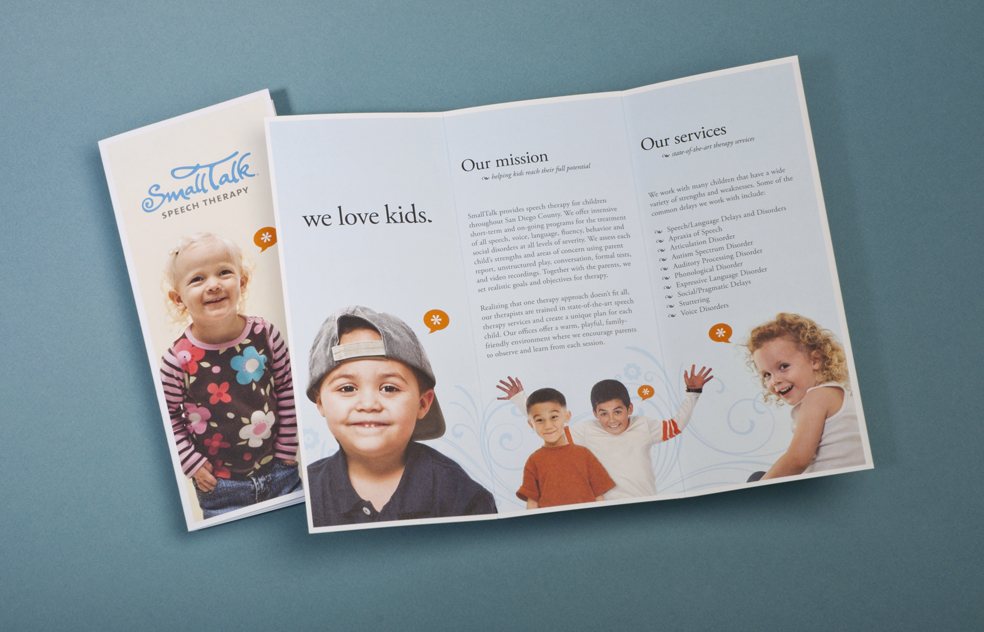 SmallTalk
SPEECH THERAPY
*
we love kids.
*
Our mission
helping kids reach their full potential
SmallTalk provides speech therapy for children
throughout San Diego County. We offer intensive
short-term and on-going programs for the treatment
of all speech, voice, language, fluency, behavior and
social disorders at all levels of severity. We assess each
child's strengths and areas of concern using parent
report, unstructured play, conversation, formal tests,
and video recordings. Together with the parents, we
set realistic goals and objectives for therapy.
Realizing that one therapy approach doesn't fit all,
our therapists are trained in state-of-the-art speech
therapy services and create a unique plan for each
child. Our offices offer a warm, playful, family-
friendly environment where we encourage parents
to observe and learn from each session.
*
Our services
state-of-the-art therapy services
We work with many children that have a wide
variety of strengths and weaknesses. Some of the
common delays we work with include:
Speech/Language Delays and Disorders
Apraxia of Speech
Articulation Disorder
Autism Spectrum Disorder
Auditory Processing Disorder
Phonological Disorder
Expressive Language Disorder
Social/Pragmatic Delays
Stuttering
Voice Disorders
*